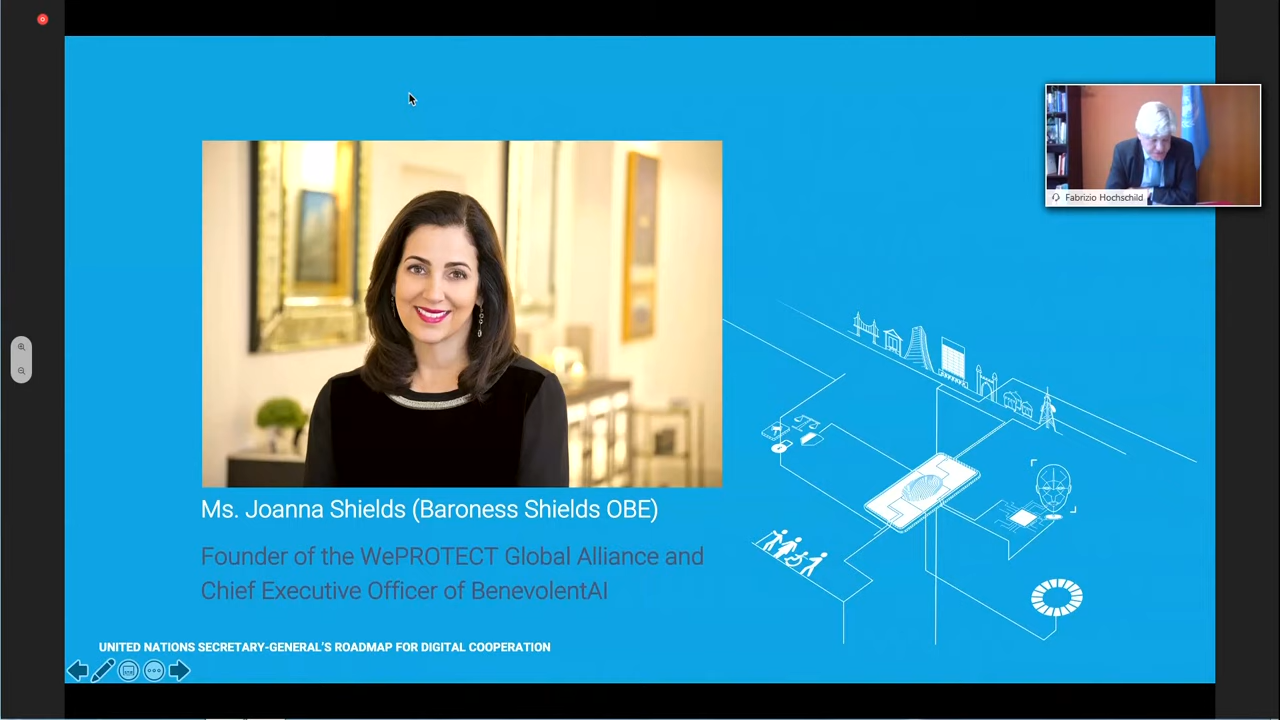 Fabrizio Hochschild
Ms. Joanna Shields (Baroness Shields OBE)
Founder of the WePROTECT Global Alliance and
Chief Executive Officer of BenevolentAI
UNITED NATIONS SECRETARY-GENERAL'S ROADMAP FOR DIGITAL COOPERATION